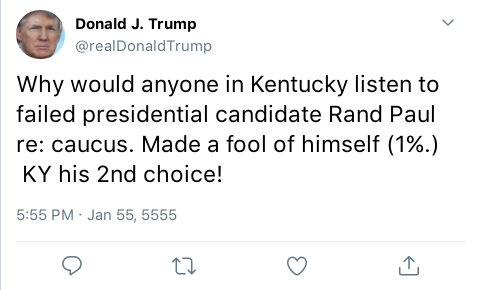 Donald J. Trump
@realDonaldTrump
Why would anyone in Kentucky listen to
failed presidential candidate Rand Paul
re: caucus. Made a fool of himself (1%.)
KY his 2nd choice!
5:55 PM · Jan 55, 5555